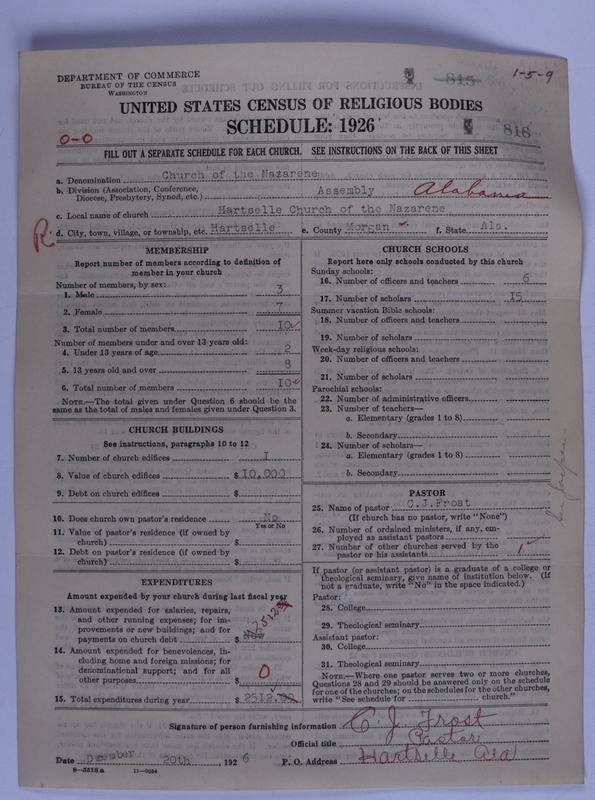 DEPARTMENT OF COMMERCE
BUREAU OF THE CENSUS
WASHINGTON
815
1-5-9
UNITED STATES CENSUS OF RELIGIOUS BODIES
SCHEDULE: 1926
818
0-0
FILL OUT A SEPARATE SCHEDULE FOR EACH CHURCH. SEE INSTRUCTIONS ON THE BACK OF THIS SHEET
a. Denomination Church of the Nazarene
b. Division (Association, Conference, Diocese, Presbytery, Synod, etc.) Assembly Alabama
c. Local name of church Hartselle Church of the Nazarene
R. d. City, town, village, or township, etc. Hartselle e. County Morgan f. State Ala.
MEMBERSHIP
Report number of members according to definition of
member in your church
Number of members, by sex:
1. Male 3
2. Female 7
3. Total number of members 10
Number of members under and over 13 years old:
4. Under 13 years of age 2
5. 13 years old and over 8
6. Total number of members 10
NOTE.—The total given under Question 6 should be
same as the total of males and females given under Question 3.
CHURCH BUILDINGS
See instructions, paragraphs 10 to 12
7. Number of church edifices 1
8. Value of church edifices $ 10,000
9. Debt on church edifices $
10. Does church own pastor's residence No
Yes or No
11. Value of pastor's residence (if owned by
church) $
12. Debt on pastor's residence (if owned by
church) $
EXPENDITURES
Amount expended by your church during last fiscal year
13. Amount expended for salaries, repairs,
and other running expenses; for im-
provements or new buildings; and for
payments on church debt $ 2512.00
14. Amount expended for benevolences, in-
cluding home and foreign missions; for
denominational support; and for all
other purposes $ 0
15. Total expenditures during year $ 2512.00
CHURCH SCHOOLS
Report here only schools conducted by this church
Sunday schools:
16. Number of officers and teachers 6
17. Number of scholars 15
Summer vacation Bible schools:
18. Number of officers and teachers
19. Number of scholars
Week-day religious schools:
20. Number of officers and teachers
21. Number of scholars
Parochial schools:
22. Number of administrative officers
23. Number of teachers—
a. Elementary (grades 1 to 8)
b. Secondary
24. Number of scholars—
a. Elementary (grades 1 to 8)
b. Secondary
PASTOR
25. Name of pastor C.J.Frost
(If church has no pastor, write "None")
26. Number of ordained ministers, if any, em-
ployed as assistant pastors
27. Number of other churches served by the
pastor or his assistants 1
If pastor (or assistant pastor) is a graduate of a college or
theological seminary, give name of institution below. (If
not a graduate, write "No" in the space indicated.)
Pastor:
28. College
29. Theological seminary
Assistant pastor:
30. College
31. Theological seminary
NOTE.—Where one pastor serves two or more churches,
Questions 28 and 29 should be answered only on the schedule
for one of the churches; on the schedules for the other churches,
write "See schedule for church."
Signature of person furnishing information C. J. Frost
Official title Pastor
Date December 20th, 1926 P. O. Address Hartselle Ala
8-5318a 11-9084